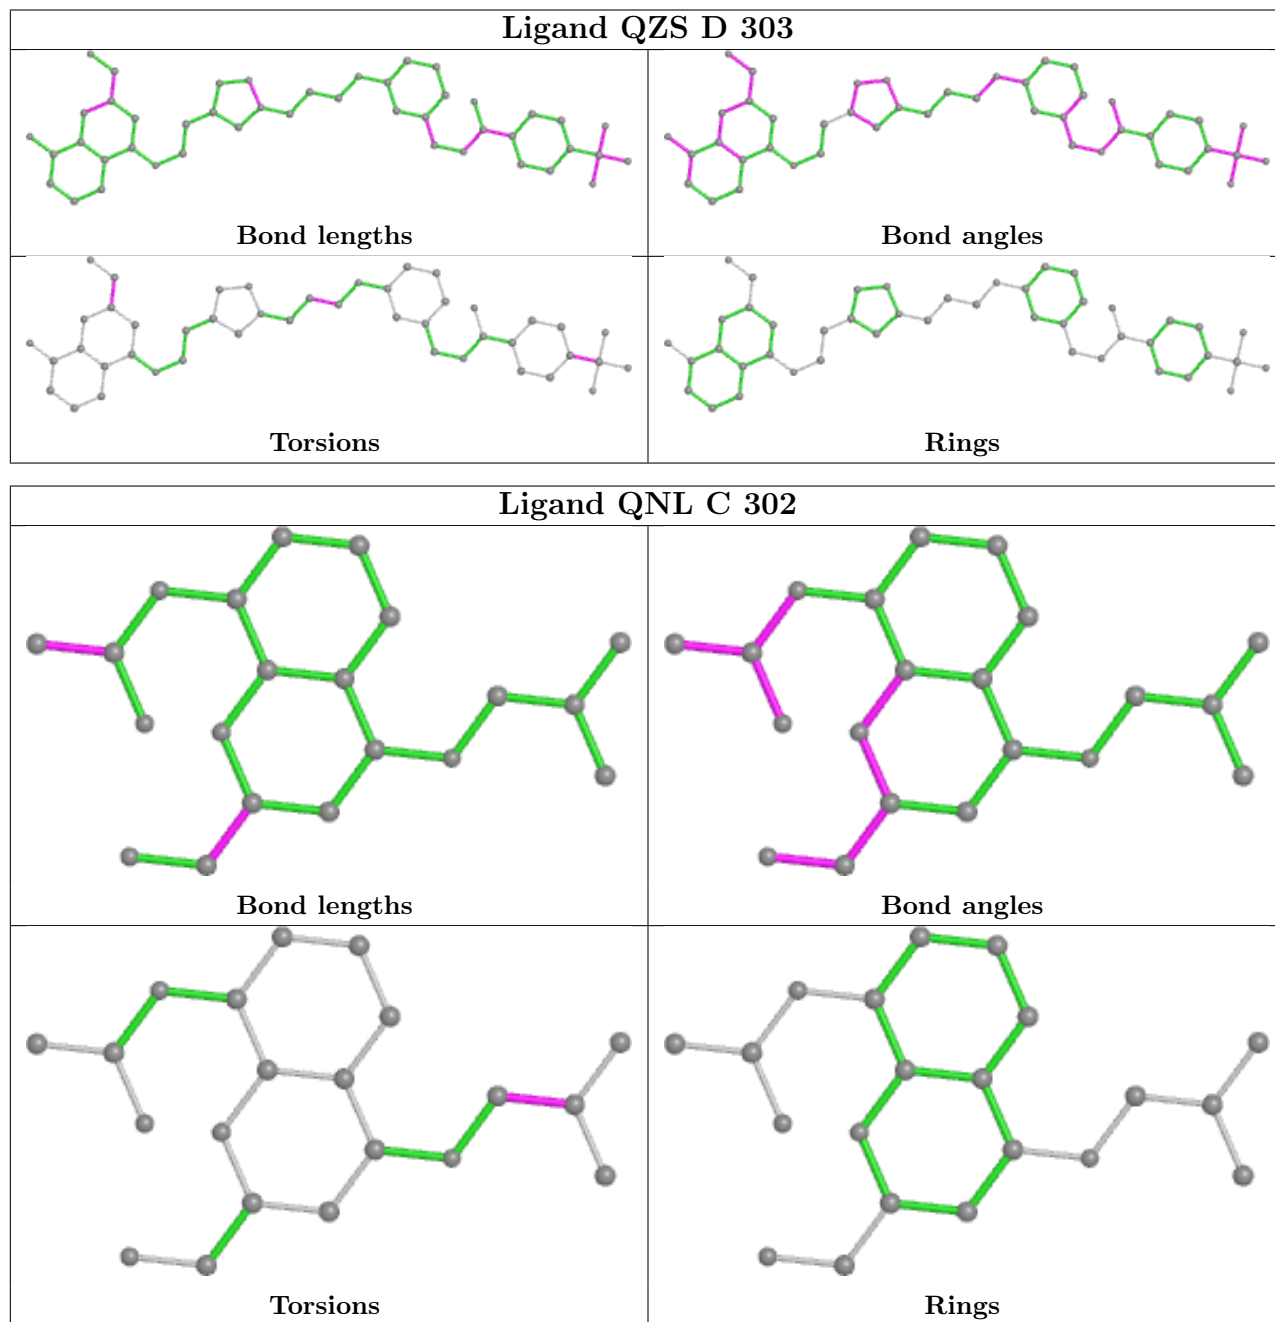 Ligand QZS D 303
Bond lengths
Bond angles
Torsions
Rings
Ligand QNL C 302
Bond lengths
Bond angles
Torsions
Rings